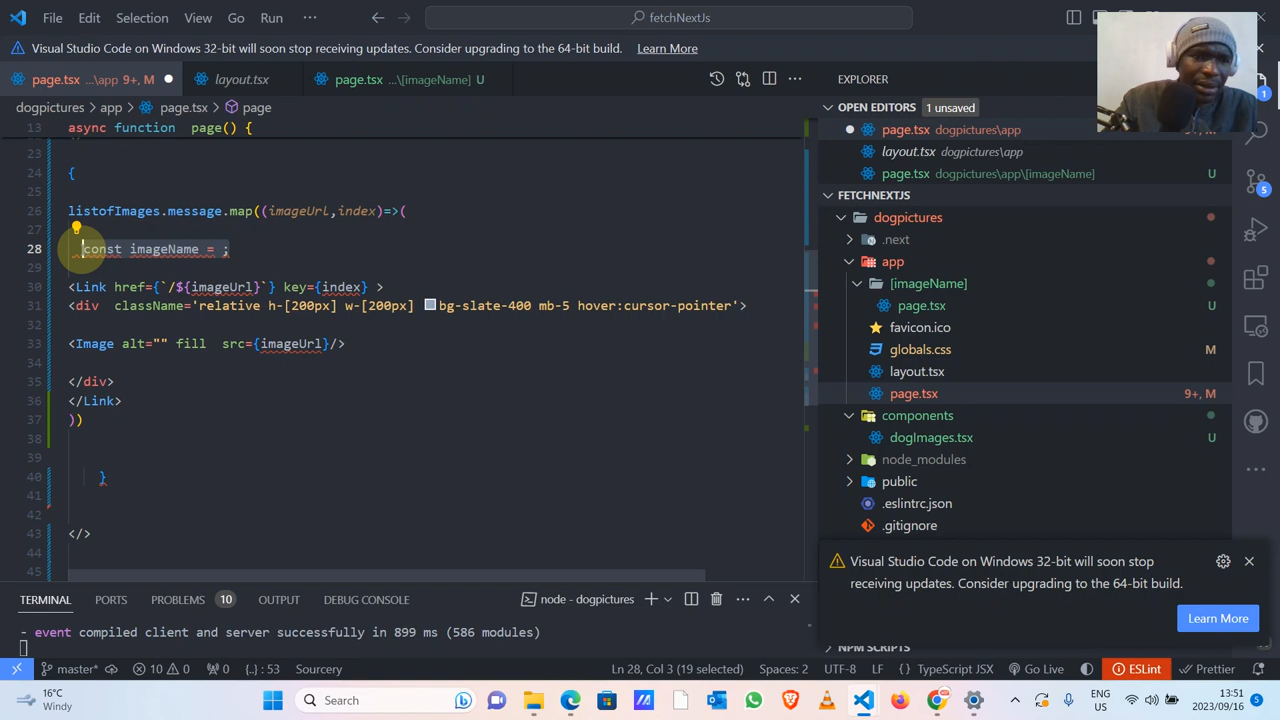 File Edit Selection View Go Run ··· fetchNextJs
Visual Studio Code on Windows 32-bit will soon stop receiving updates. Consider upgrading to the 64-bit build. Learn More
page.tsx ...\app 9+, M layout.tsx page.tsx ...\[imageName] U
dogpictures > app > page.tsx > page
13 async function page() {
23
24 {
25
26 listofImages.message.map((imageUrl,index)=>(
27
28 const imageName = ;
29
30 <Link href={`/${imageUrl}`} key={index} >
31 <div className='relative h-[200px] w-[200px] bg-slate-400 mb-5 hover:cursor-pointer'>
32
33 <Image alt="" fill src={imageUrl}/>
34
35 </div>
36 </Link>
37 ))
38
39
40 }
41
42
43 </>
44
45
EXPLORER
OPEN EDITORS 1 unsaved
page.tsx dogpictures\app 9+, M
layout.tsx dogpictures\app
page.tsx dogpictures\app\[imageName] U
FETCHNEXTJS
dogpictures
.next
app
[imageName]
page.tsx
favicon.ico
globals.css M
layout.tsx
page.tsx 9+, M
components
dogImages.tsx U
node_modules
public
.eslintrc.json
.gitignore
Visual Studio Code on Windows 32-bit will soon stop
receiving updates. Consider upgrading to the 64-bit build.
Learn More
NPM SCRIPTS
1
1
TERMINAL PORTS PROBLEMS 10 OUTPUT DEBUG CONSOLE node - dogpictures
- event compiled client and server successfully in 899 ms (586 modules)
master* 10 0 0 {..} : 53 Sourcery Ln 28, Col 3 (19 selected) Spaces: 2 UTF-8 LF TypeScript JSX Go Live ESLint Prettier
16°C
Windy
Search
ENG
US
13:51
2023/09/16